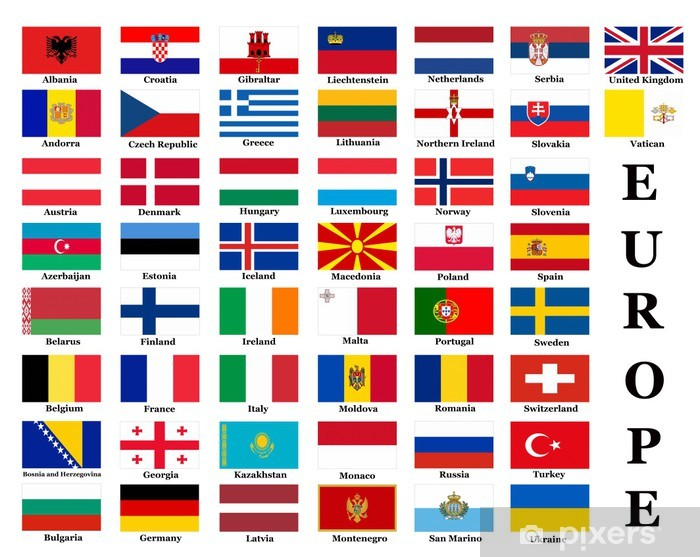 Albania Croatia Gibraltar Liechtenstein Netherlands Serbia United Kingdom
Andorra Czech Republic Greece Lithuania Northern Ireland Slovakia Vatican
Austria Denmark Hungary Luxembourg Norway Slovenia
Azerbaijan Estonia Iceland Macedonia Poland Spain
Belarus Finland Ireland Malta Portugal Sweden
Belgium France Italy Moldova Romania Switzerland
Bosnia and Herzegovina Georgia Kazakhstan Monaco Russia Turkey
Bulgaria Germany Latvia Montenegro San Marino Ukraine
E
U
R
O
P
E
pixers